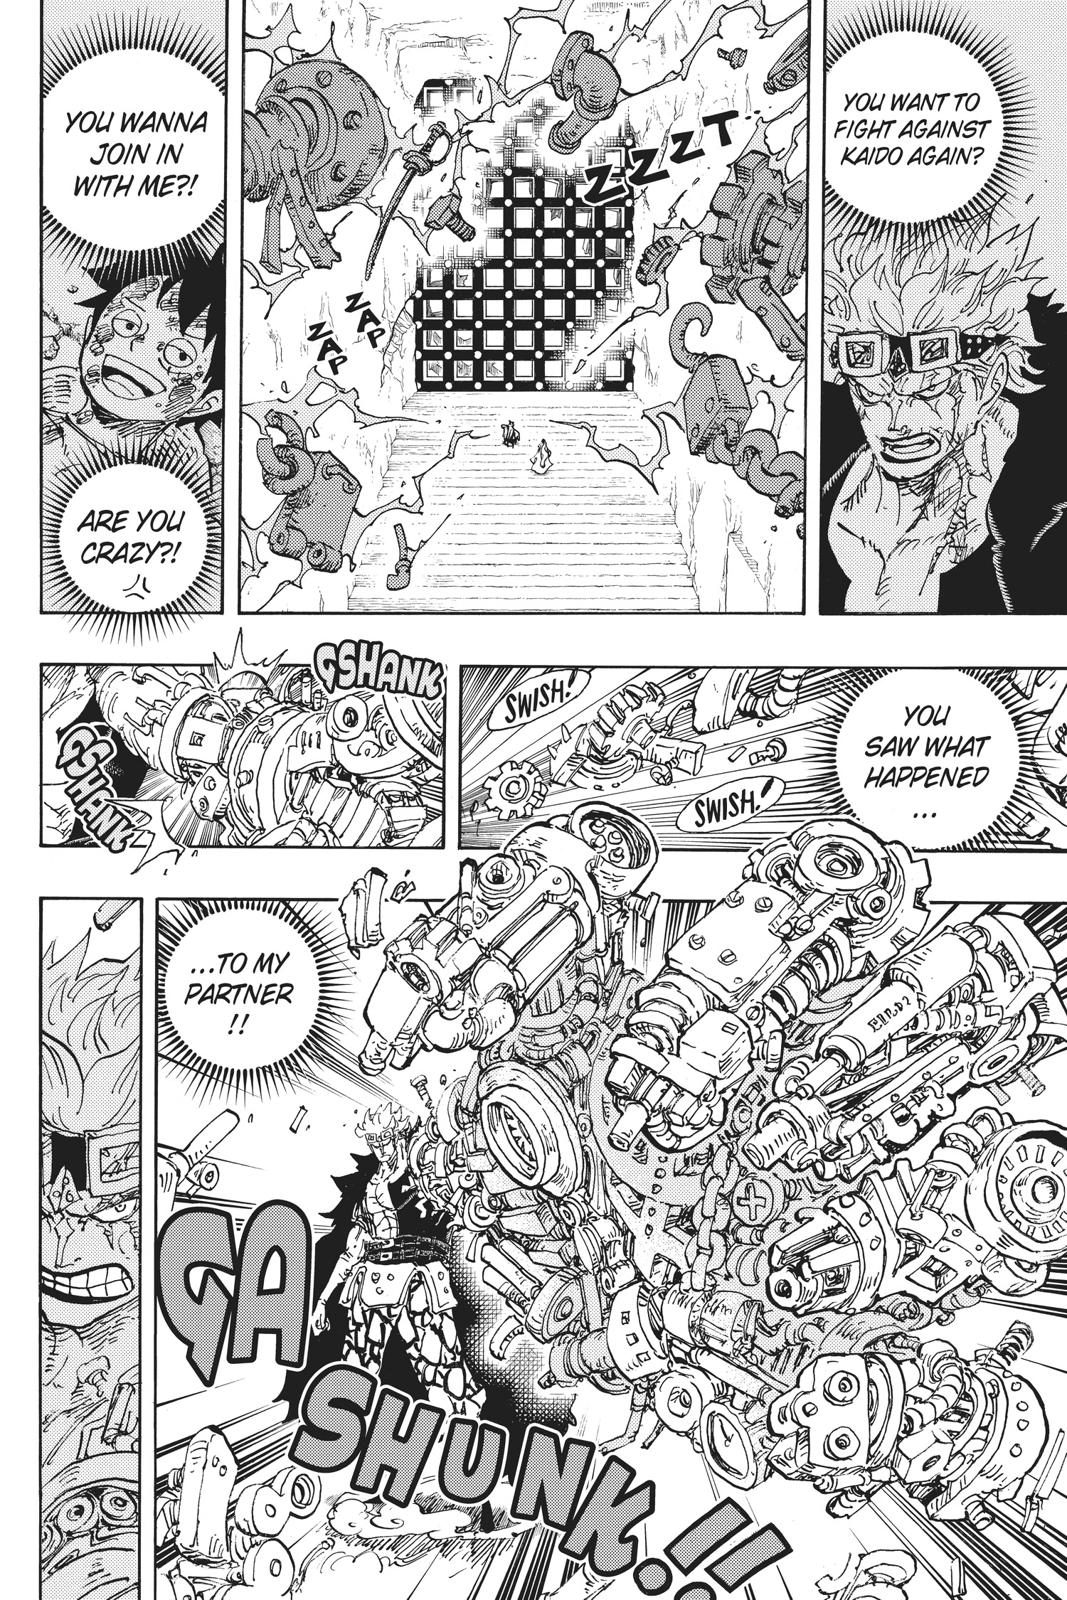 YOU WANT TO
FIGHT AGAINST
KAIDO AGAIN?
ZZZZT...
ZAP
ZAP
YOU WANNA
JOIN IN
WITH ME?!
ARE YOU
CRAZY?!
YOU
SAW WHAT
HAPPENED
...
SWISH!
SWISH!
GSHANK
GSHANK
...TO MY
PARTNER
!!
GA
SHUNK!!